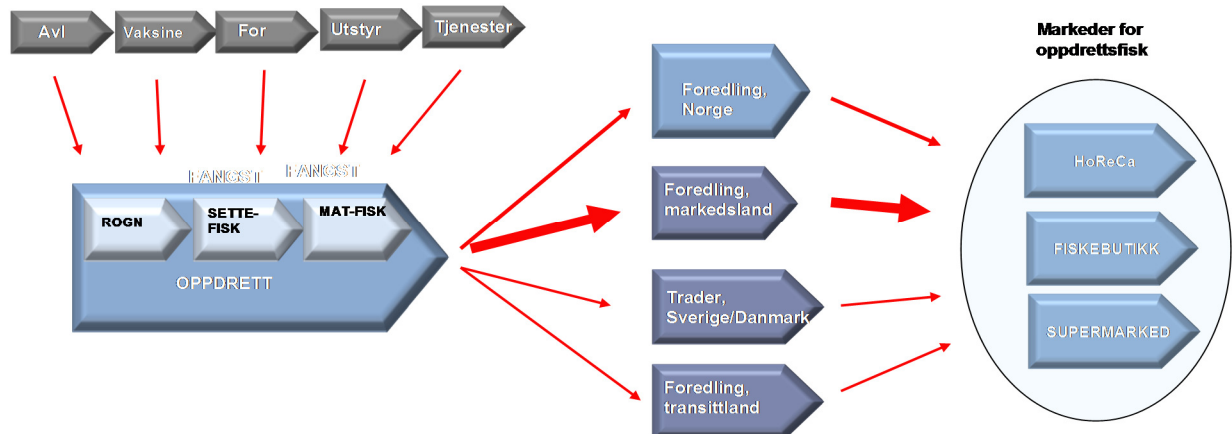 Avl
Vaksine
For
Utstyr
Tjenester
FANGST
FANGST
ROGN
SETTE-
FISK
MAT-FISK
OPPDRETT
Foredling,
Norge
Foredling,
markedsland
Trader,
Sverige/Danmark
Foredling,
transittland
Markeder for
oppdrettsfisk
HoReCa
FISKEBUTIKK
SUPERMARKED